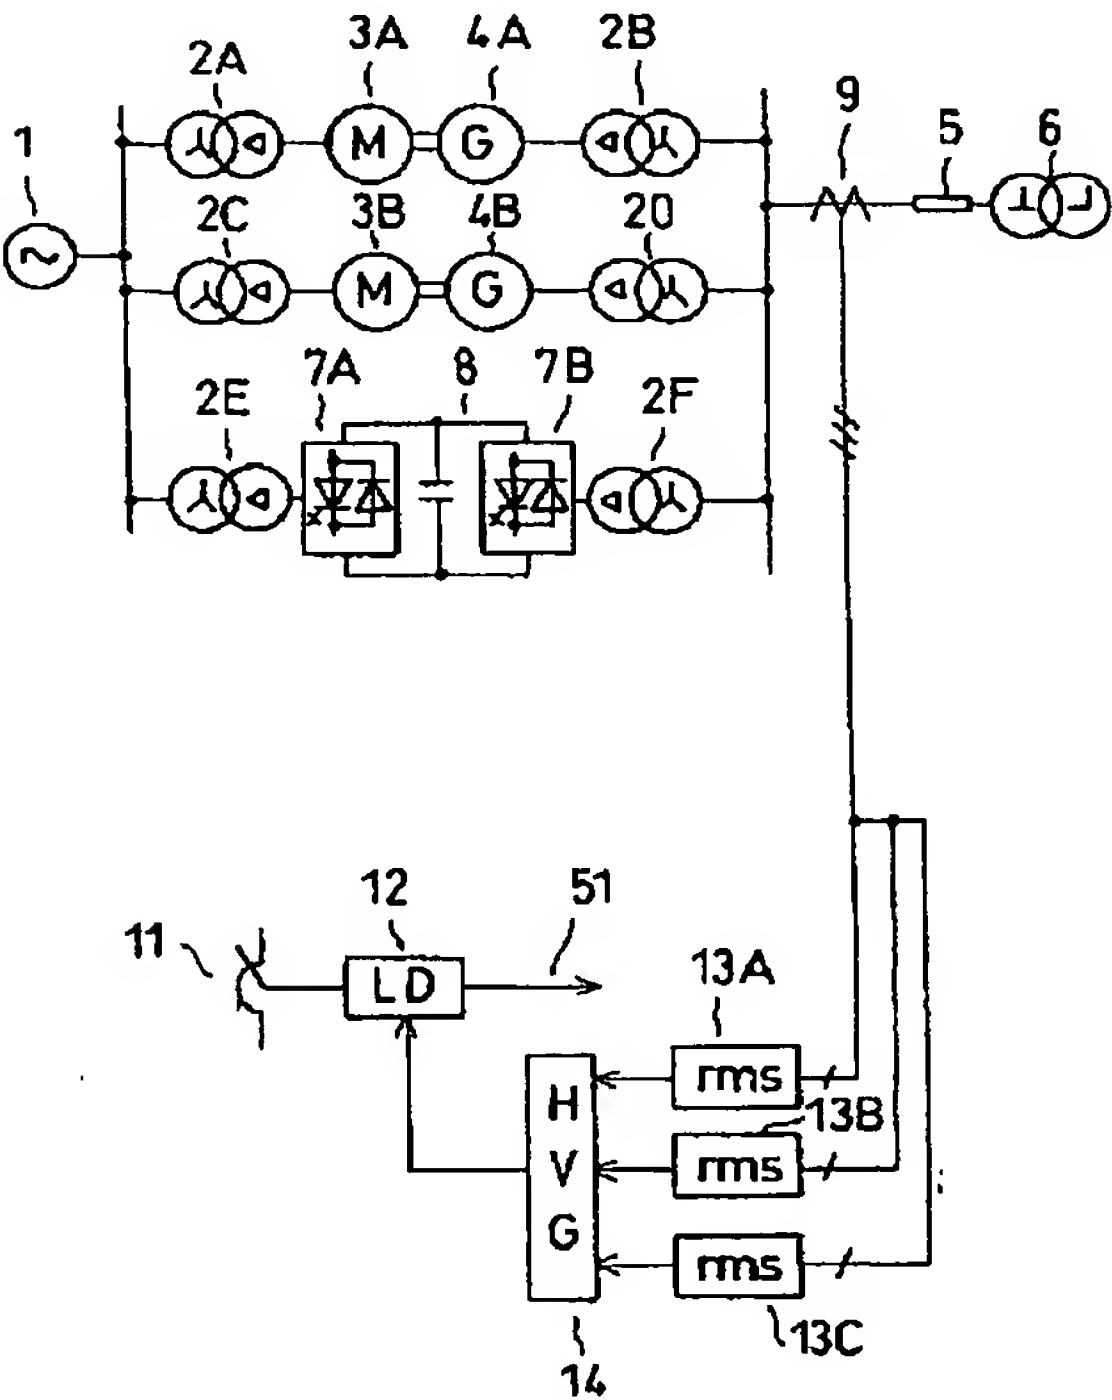 3A 4A 2B
2A 9
1 5 6
M G
2C 3B 4B 20
M G
7A 8 7B
2E 2F
12 51
11 13A
LD
rms
H 13B
V rms
G rms
13C
14